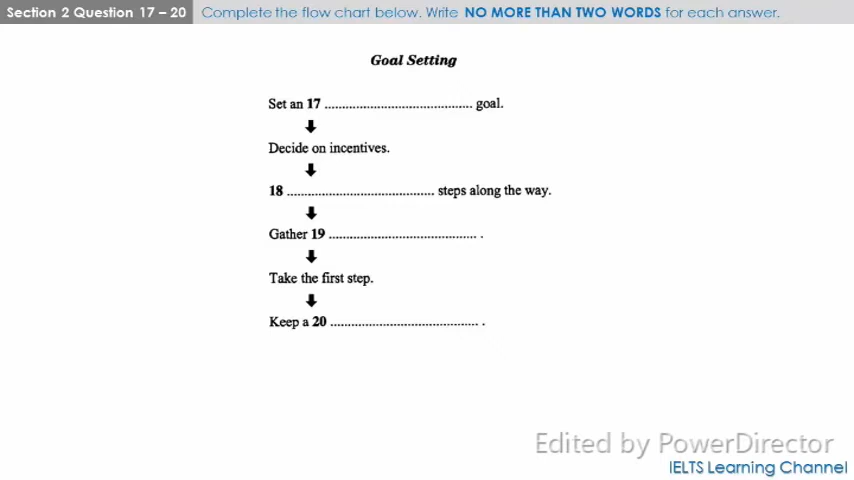 Section 2 Question 17 – 20 Complete the flow chart below. Write NO MORE THAN TWO WORDS for each answer.
Goal Setting
Set an 17 .......................................... goal.
Decide on incentives.
18 .......................................... steps along the way.
Gather 19 .......................................... .
Take the first step.
Keep a 20 .......................................... .
Edited by PowerDirector
IELTS Learning Channel